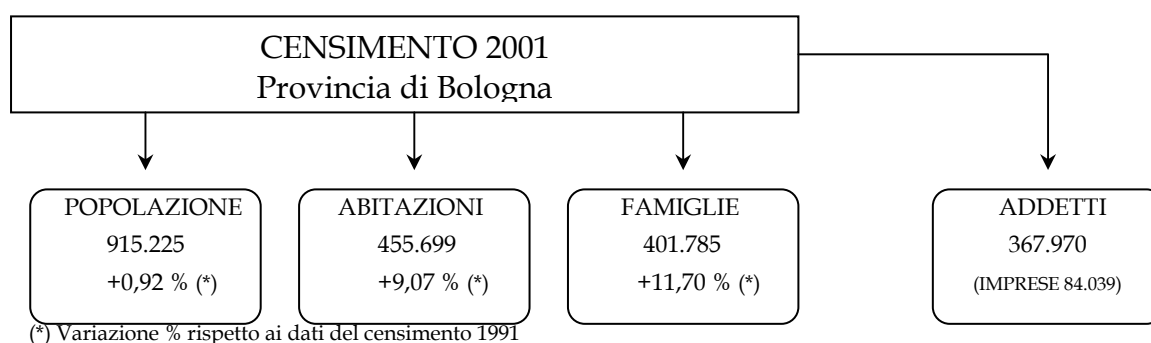 CENSIMENTO 2001
Provincia di Bologna
POPOLAZIONE
915.225
+0,92 % (*)
ABITAZIONI
455.699
+9,07 % (*)
FAMIGLIE
401.785
+11,70 % (*)
ADDETTI
367.970
(IMPRESE 84.039)
(*) Variazione % rispetto ai dati del censimento 1991